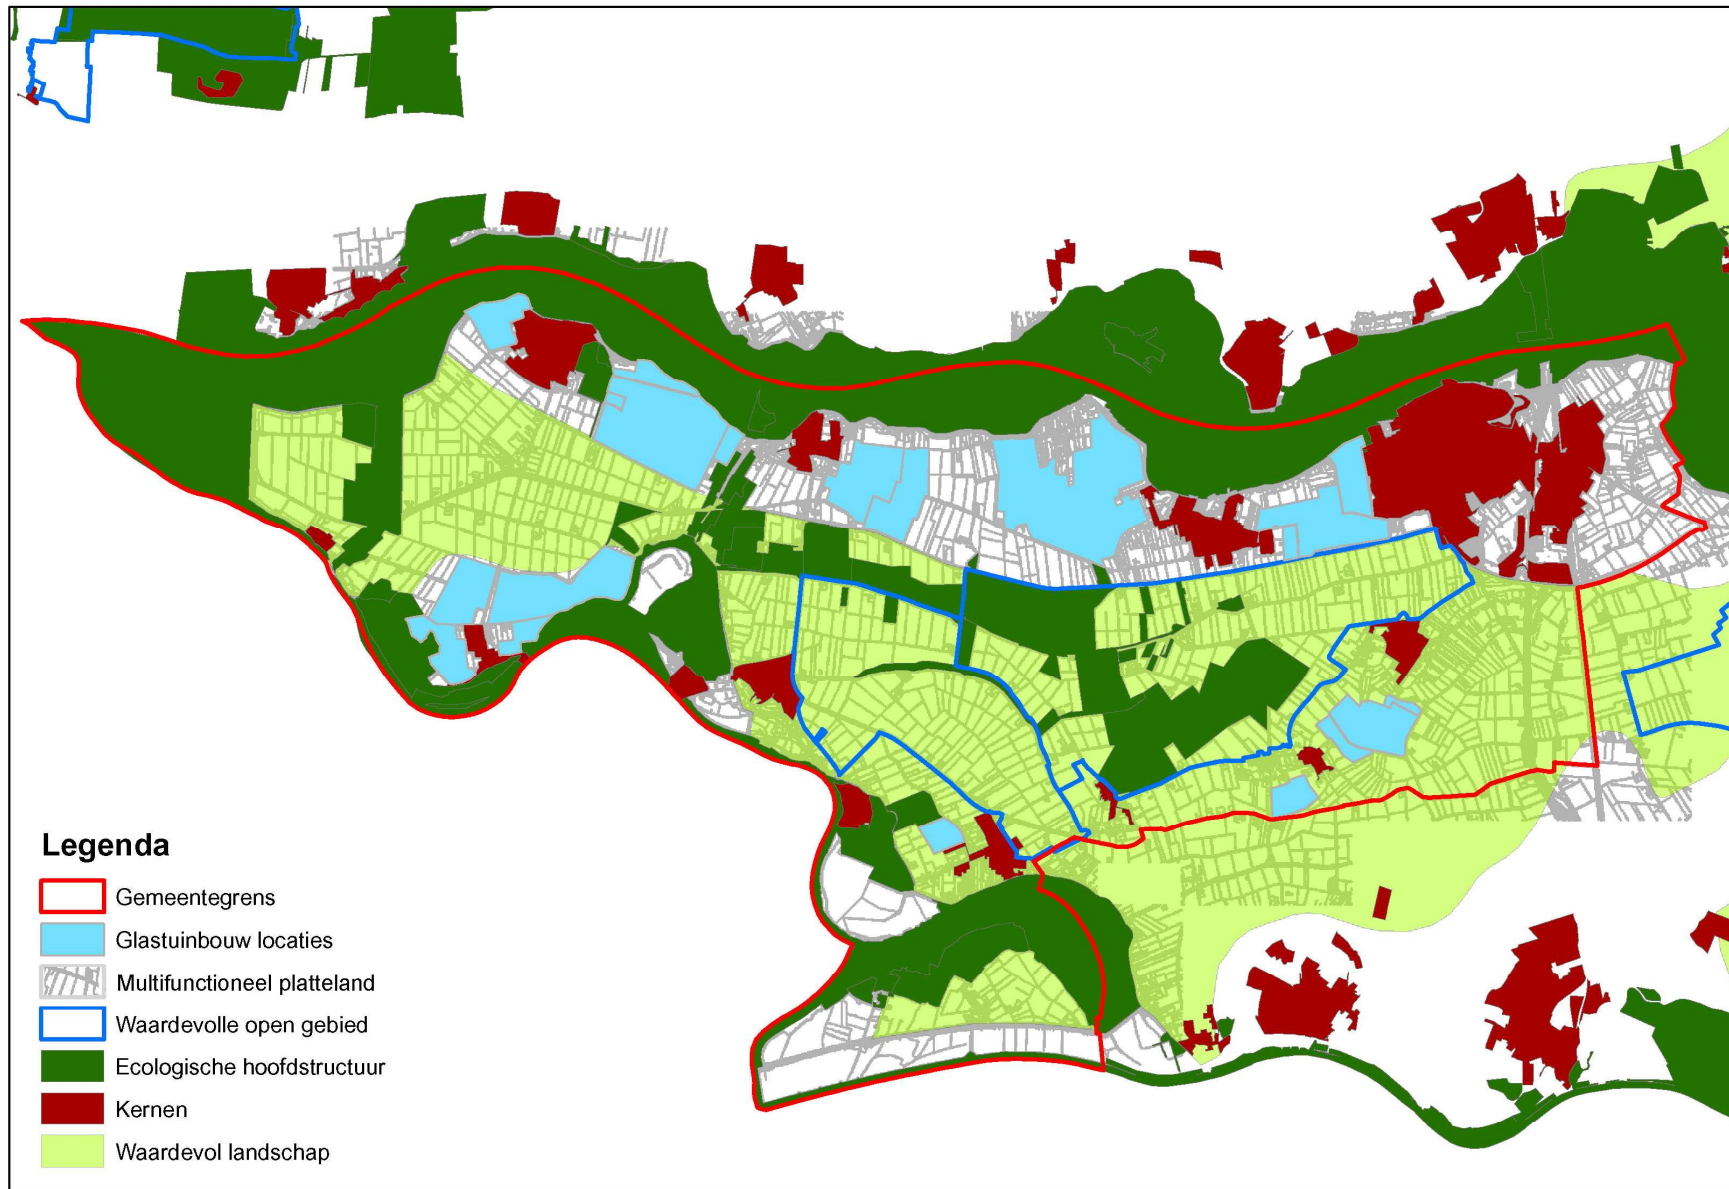 Legenda
Gemeentegrens
Glastuinbouw locaties
Multifunctioneel platteland
Waardevolle open gebied
Ecologische hoofdstructuur
Kernen
Waardevol landschap